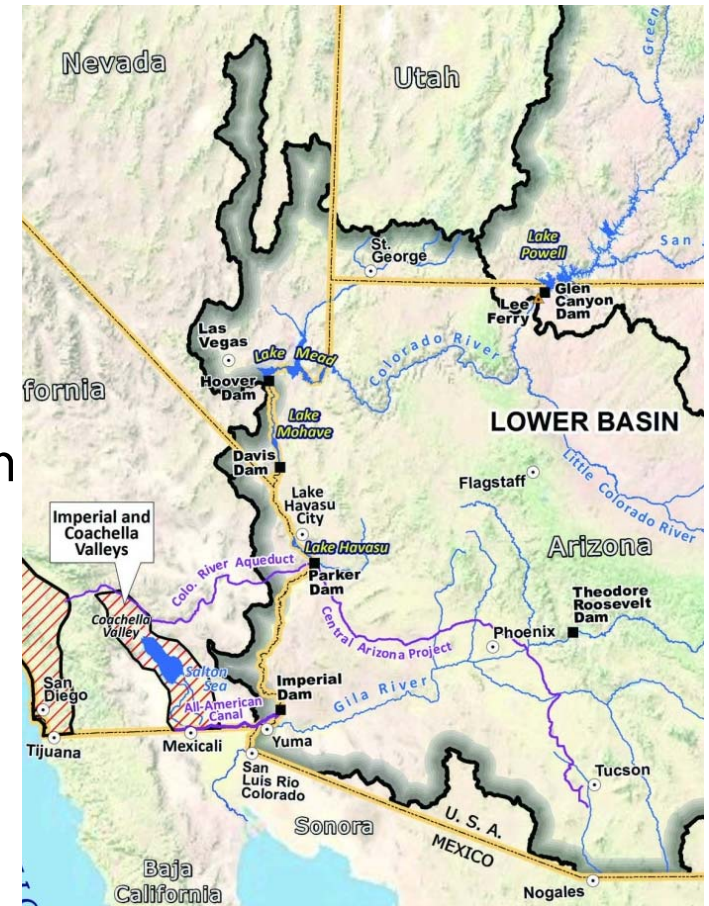 Nevada
Utah
Green
St.
George
Lake
Powell
San
Lee
Ferry
Glen
Canyon
Dam
Las
Vegas
Lake Mead
Colorado River
Hoover
Dam
fornia
Lake
Mohave
LOWER BASIN
Davis
Dam
Flagstaff
Little Colorado River
Lake
Havasu
City
Imperial and
Coachella
Valleys
Lake Havasu
Arizona
Colo. River Aqueduct
Parker
Dam
Theodore
Roosevelt
Dam
Coachella
Valley
Central Arizona Project
Phoenix
San
Diego
Salton
Sea
Imperial
Dam
Gila River
All-American
Canal
Tijuana
Mexicali
Yuma
San
Luis Rio
Colorado
Tucson
U. S. A.
MEXICO
Sonora
Baja
California
Nogales